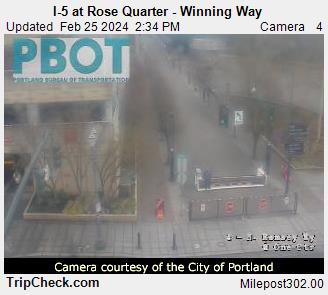 I-5 at Rose Quarter - Winning Way
Updated Feb 25 2024 2:34 PM Camera 4
PBOT
PORTLAND BUREAU OF TRANSPORTATION
Camera courtesy of the City of Portland
TripCheck.com Milepost302.00